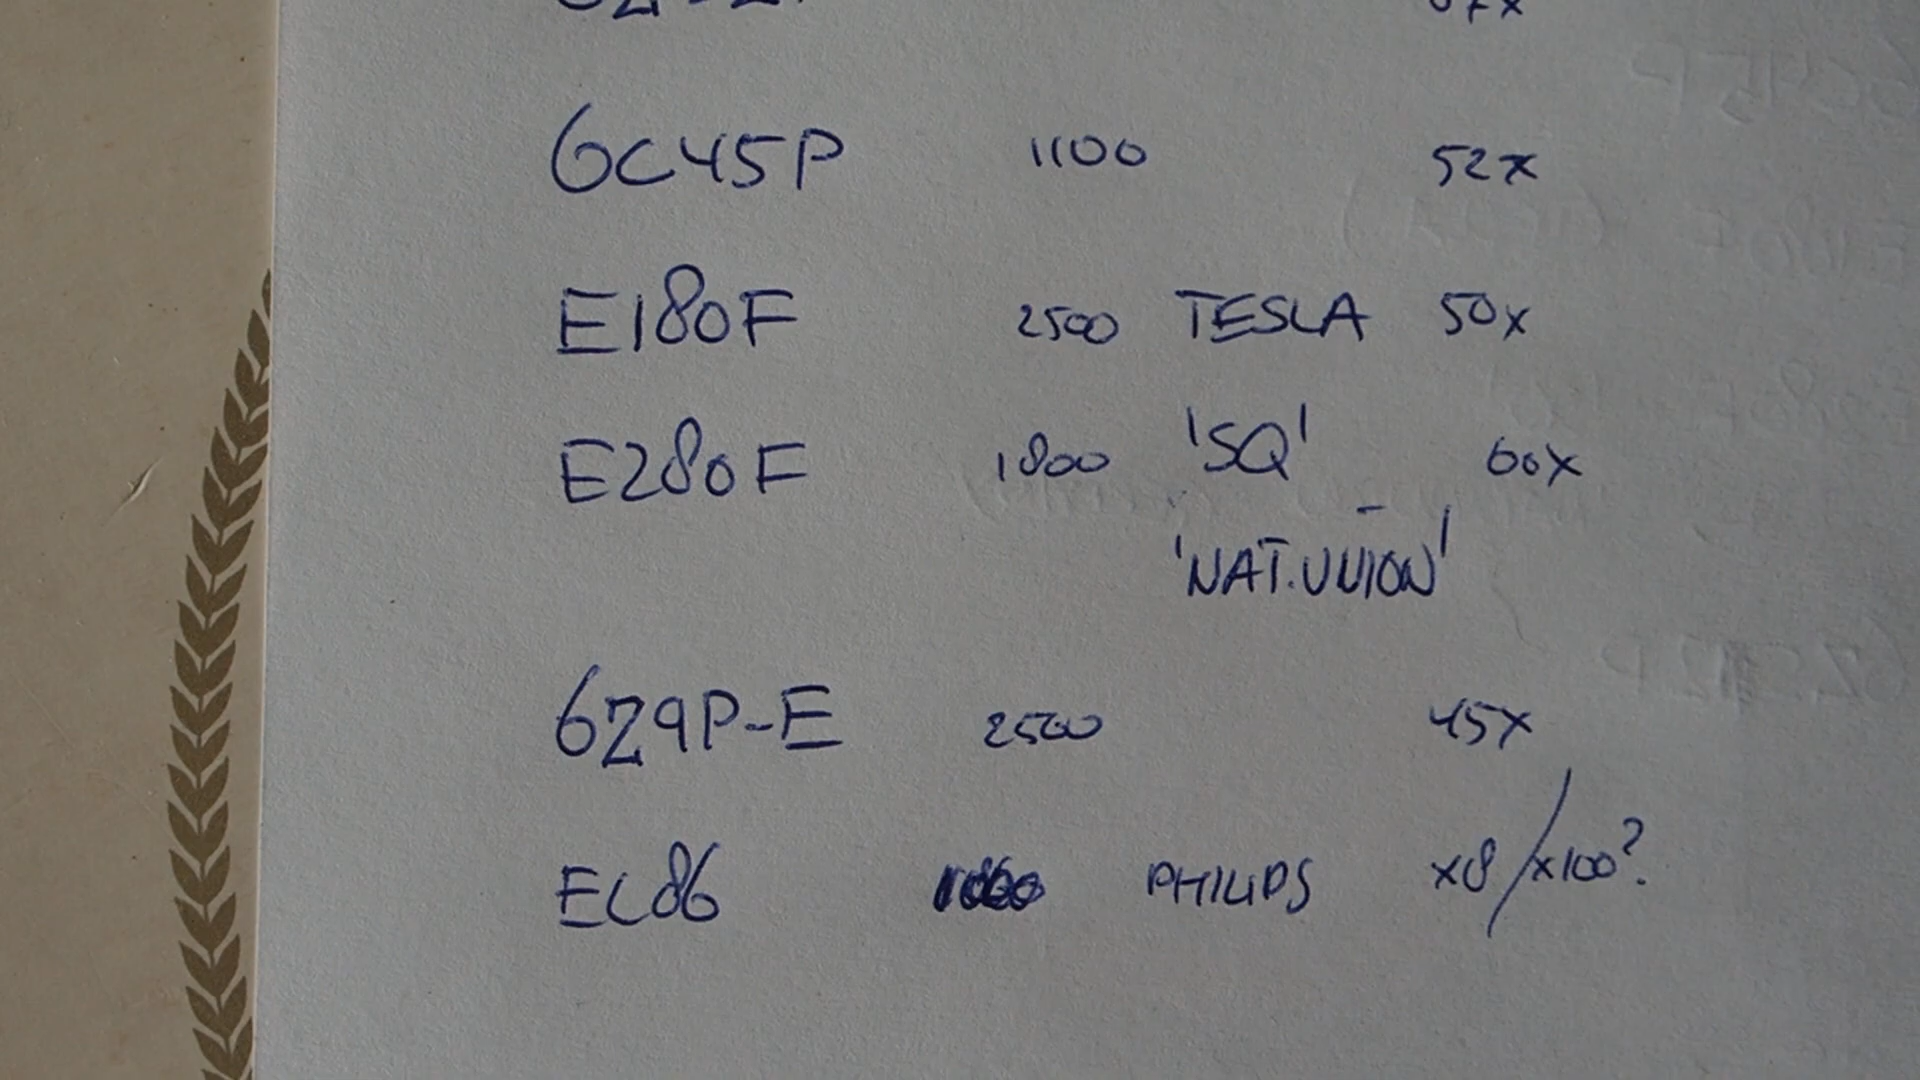 6C45P 1100 52x
E180F 2500 TESLA 50x
E280F 1800 'SQ' 60x
'NAT.UNION'
6Z9P-E 2500 45x
EC86 PHILIPS x8/x100?